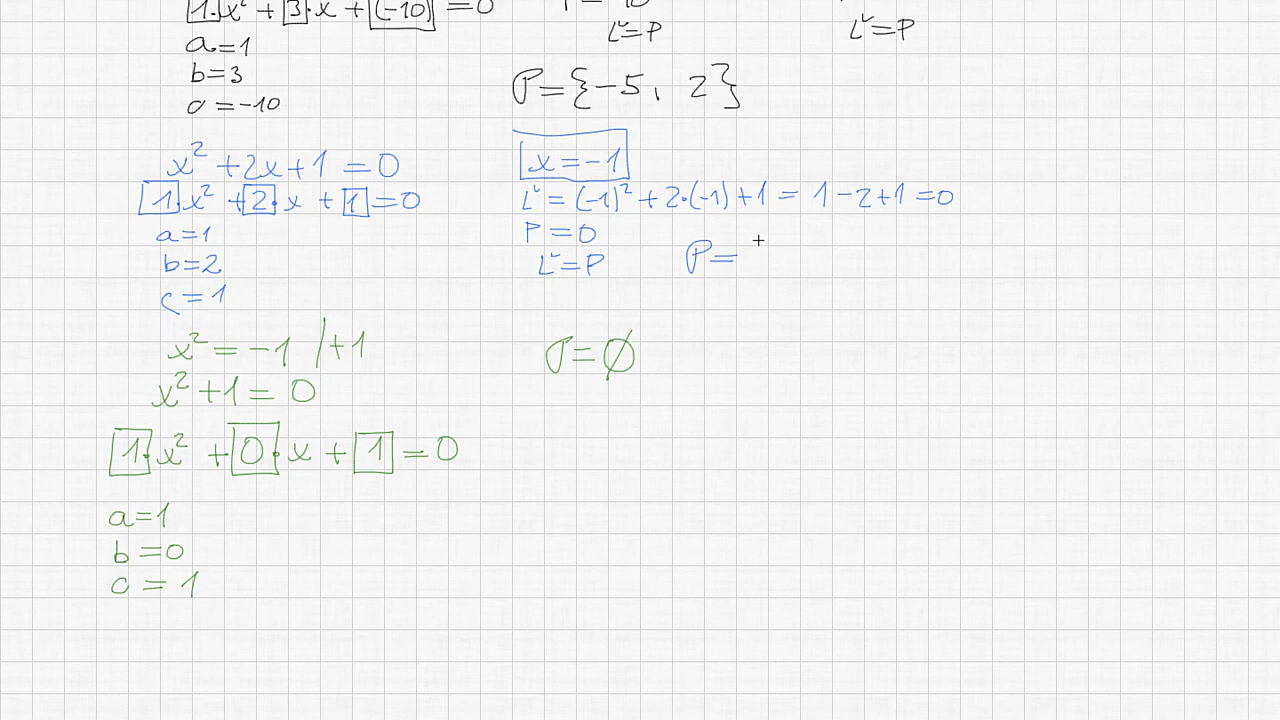 1·x² + 3·x + (-10) = 0
L=P
L=P
a=1
b=3
c=-10
P={-5, 2}
x²+2x+1=0
1·x²+2·x+1=0
a=1
b=2
c=1
x=-1
L=(-1)²+2·(-1)+1=1-2+1=0
P=0
L=P
P=
x²=-1 /+1
x²+1=0
1·x²+0·x+1=0
a=1
b=0
c=1
P=∅